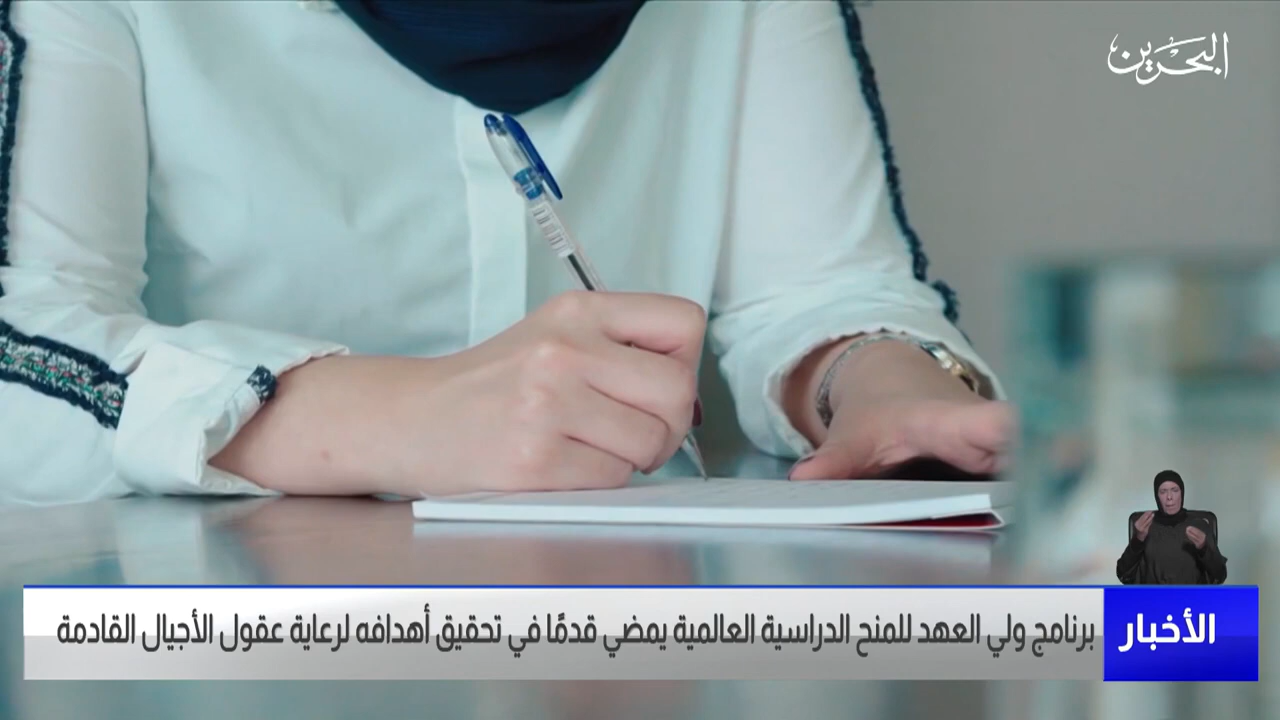 البحرين
الأخبار
برنامج ولي العهد للمنح الدراسية العالمية يمضي قدمًا في تحقيق أهدافه لرعاية عقول الأجيال القادمة